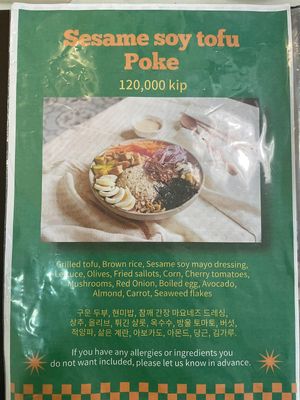 Sesame soy tofu
Poke
120,000 kip
Grilled tofu, Brown rice, Sesame soy mayo dressing,
Lettuce, Olives, Fried sallots, Corn, Cherry tomatoes,
Mushrooms, Red Onion, Boiled egg, Avocado,
Almond, Carrot, Seaweed flakes
구운 두부, 현미밥, 참깨 간장 마요네즈 드레싱,
상추, 올리브, 튀긴 샬롯, 옥수수, 방울 토마토, 버섯,
적양파, 삶은 계란, 아보카도, 아몬드, 당근, 김가루.
If you have any allergies or ingredients you
do not want included, please let us know in advance.